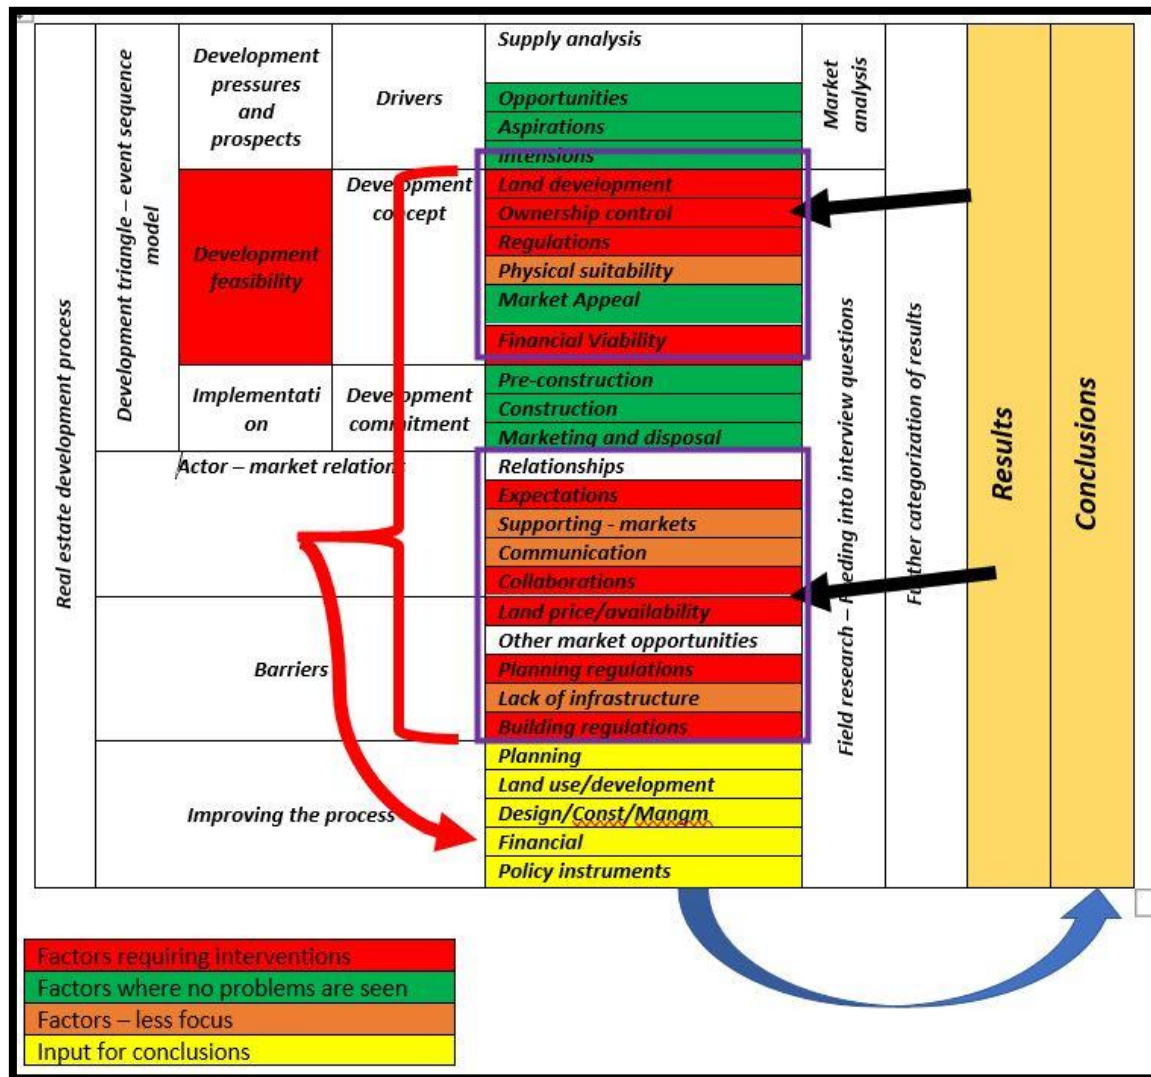 Real estate development process
Development triangle – event sequence
model
Development
pressures
and
prospects
Drivers
Supply analysis
Opportunities
Aspirations
Intensions
Market
analysis
Development
feasibility
Development
concept
Land development
Ownership control
Regulations
Physical suitability
Market Appeal
Financial Viability
Implementati
on
Development
commitment
Pre-construction
Construction
Marketing and disposal
Actor – market relations
Relationships
Expectations
Supporting - markets
Communication
Collaborations
Barriers
Land price/availability
Other market opportunities
Planning regulations
Lack of infrastructure
Building regulations
Improving the process
Planning
Land use/development
Design/Const/Mangm
Financial
Policy instruments
Field research – Feeding into interview questions
Further categorization of results
Results
Conclusions
Factors requiring interventions
Factors where no problems are seen
Factors – less focus
Input for conclusions